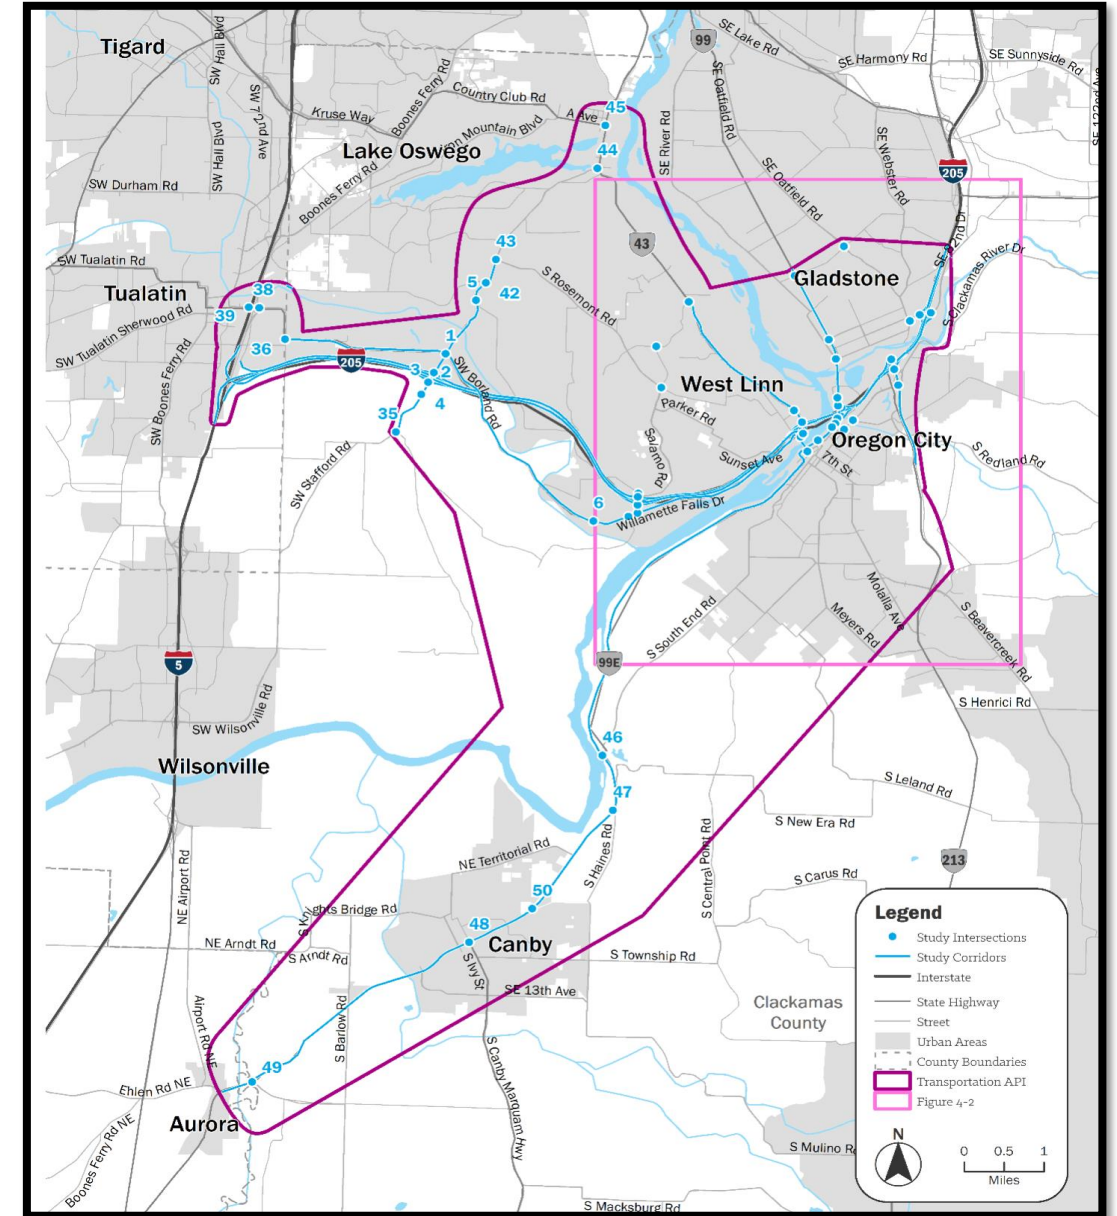 99
SE Lake Rd
SE Harmony Rd
SE Sunnyside Rd
Tigard
SW Hall Blvd
SW 72nd Ave
Kruse Way
Boones Ferry Rd
Country Club Rd
A Ave
45
SE Oatfield Rd
SE River Rd
SE Webster Rd
SE 122nd Ave
Lake Oswego
SW Hall Blvd
44
205
SW Durham Rd
Boones Ferry Rd
SE Oatfield Rd
43
SE 82nd Dr
S Clackamas River Dr
SW Tualatin Rd
43
5
42
S Rosemont Rd
Gladstone
Tualatin
38
39
SW Tualatin Sherwood Rd
36
SW Boones Ferry Rd
205
1
2
3
4
SW Borland Rd
35
West Linn
Parker Rd
Salamo Rd
Sunset Ave
Oregon City
7th St
S Redland Rd
SW Stafford Rd
6
Willamette Falls Dr
Molalla Ave
Meyers Rd
S Beavercreek Rd
S South End Rd
5
99E
S Henrici Rd
SW Wilsonville Rd
Wilsonville
46
47
S Leland Rd
S New Era Rd
S Central Point Rd
213
NE Airport Rd
NE Territorial Rd
S Haines Rd
S Carus Rd
50
S Knights Bridge Rd
48
Canby
NE Arndt Rd
S Arndt Rd
S Ivy St
SE 13th Ave
S Township Rd
Clackamas
County
Airport Rd NE
S Barlow Rd
49
Ehlen Rd NE
Aurora
Boones Ferry Rd NE
S Canby Marquam Hwy
S Mulino Rd
S Macksburg Rd
Legend
Study Intersections
Study Corridors
Interstate
State Highway
Street
Urban Areas
County Boundaries
Transportation API
Figure 4-2
N
0 0.5 1
Miles